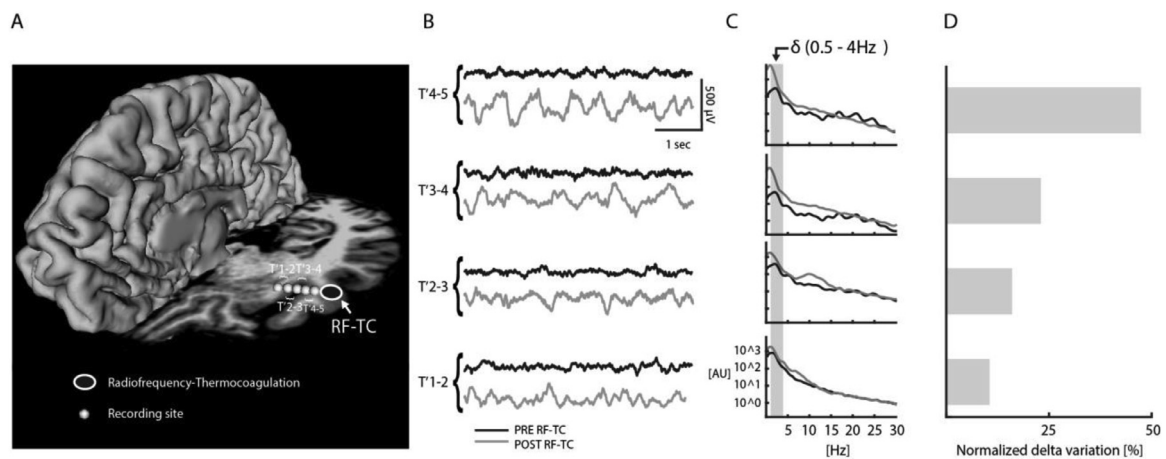 A
T'1-2 T'3-4
T'2-3 T'4-5
RF-TC
Radiofrequency-Thermocoagulation
Recording site
B
T'4-5
500 µV
1 sec
T'3-4
T'2-3
T'1-2
PRE RF-TC
POST RF-TC
C
δ (0.5 - 4Hz )
10^3
[AU] 10^2
10^1
10^0
5 10 15 20 25 30
[Hz]
D
25 50
Normalized delta variation [%]